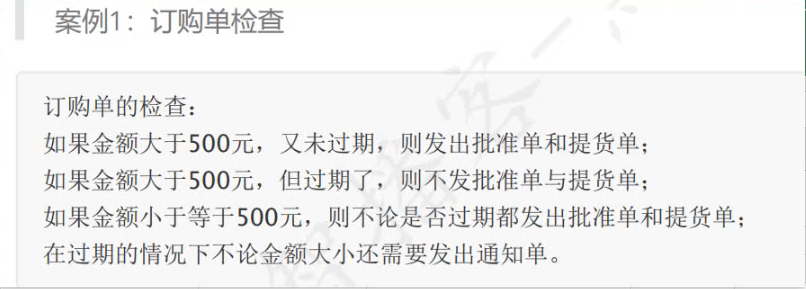 案例1：订购单检查
订购单的检查：
如果金额大于500元，又未过期，则发出批准单和提货单；
如果金额大于500元，但过期了，则不发批准单与提货单；
如果金额小于等于500元，则不论是否过期都发出批准单和提货单；
在过期的情况下不论金额大小还需要发出通知单。